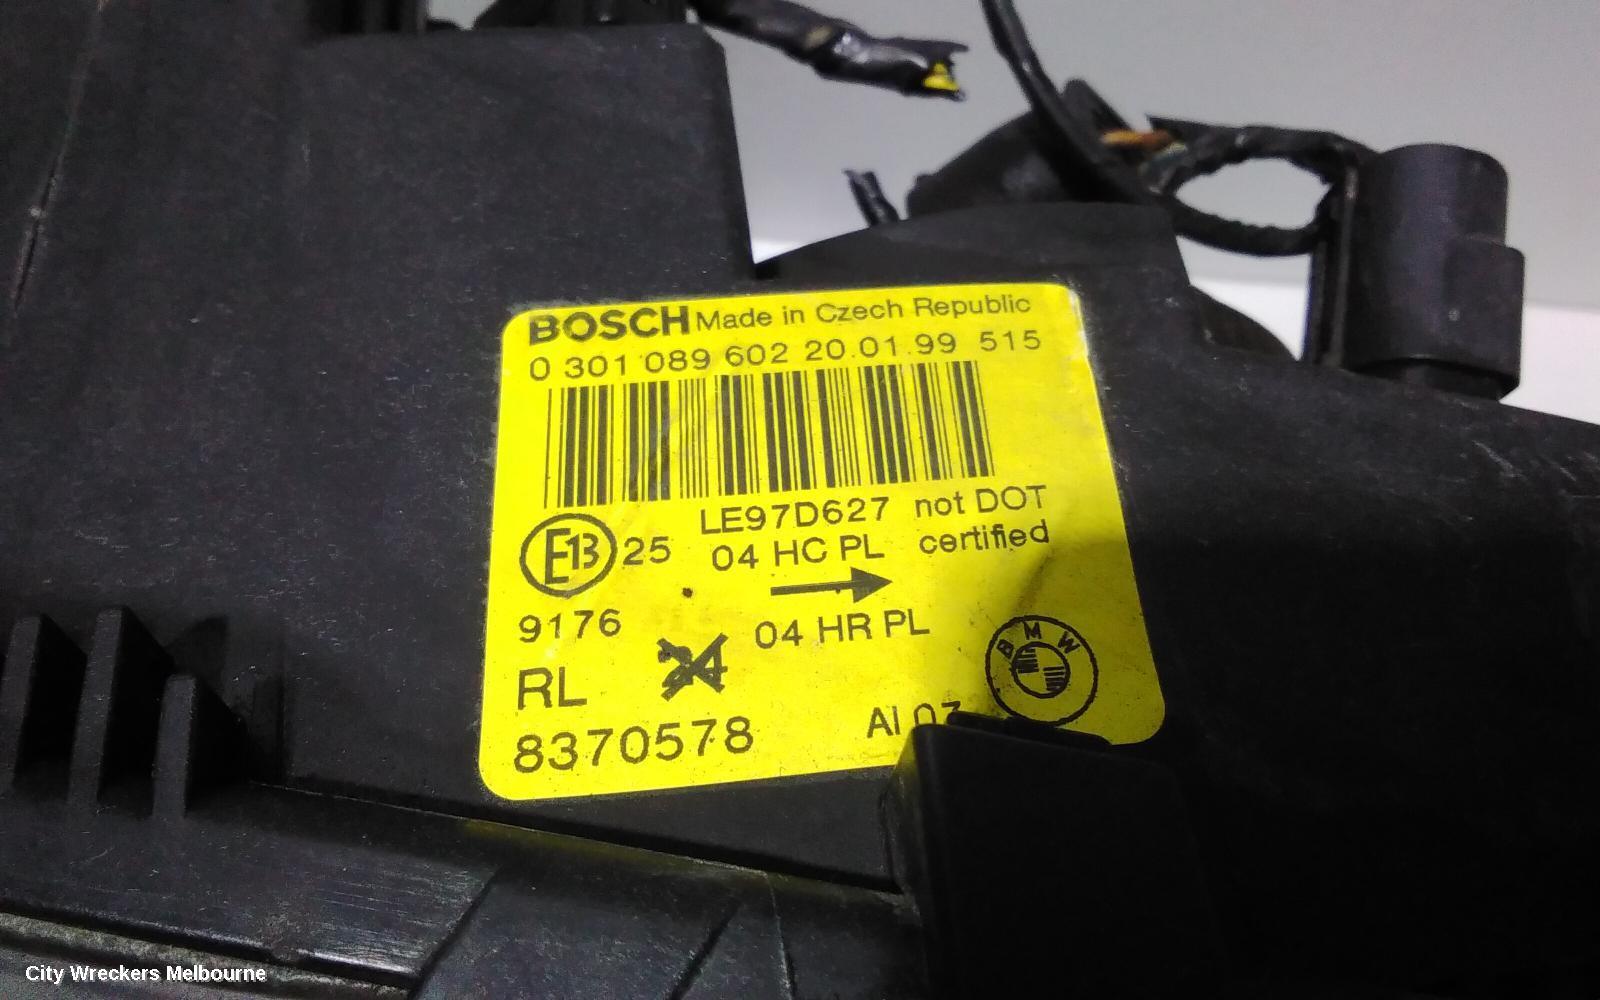 BOSCH Made in Czech Republic
0 301 089 602 20.01.99 515
LE97D627 not DOT
E13 25 04 HC PL certified
9176 04 HR PL
BMW
RL 24
8370578
City Wreckers Melbourne